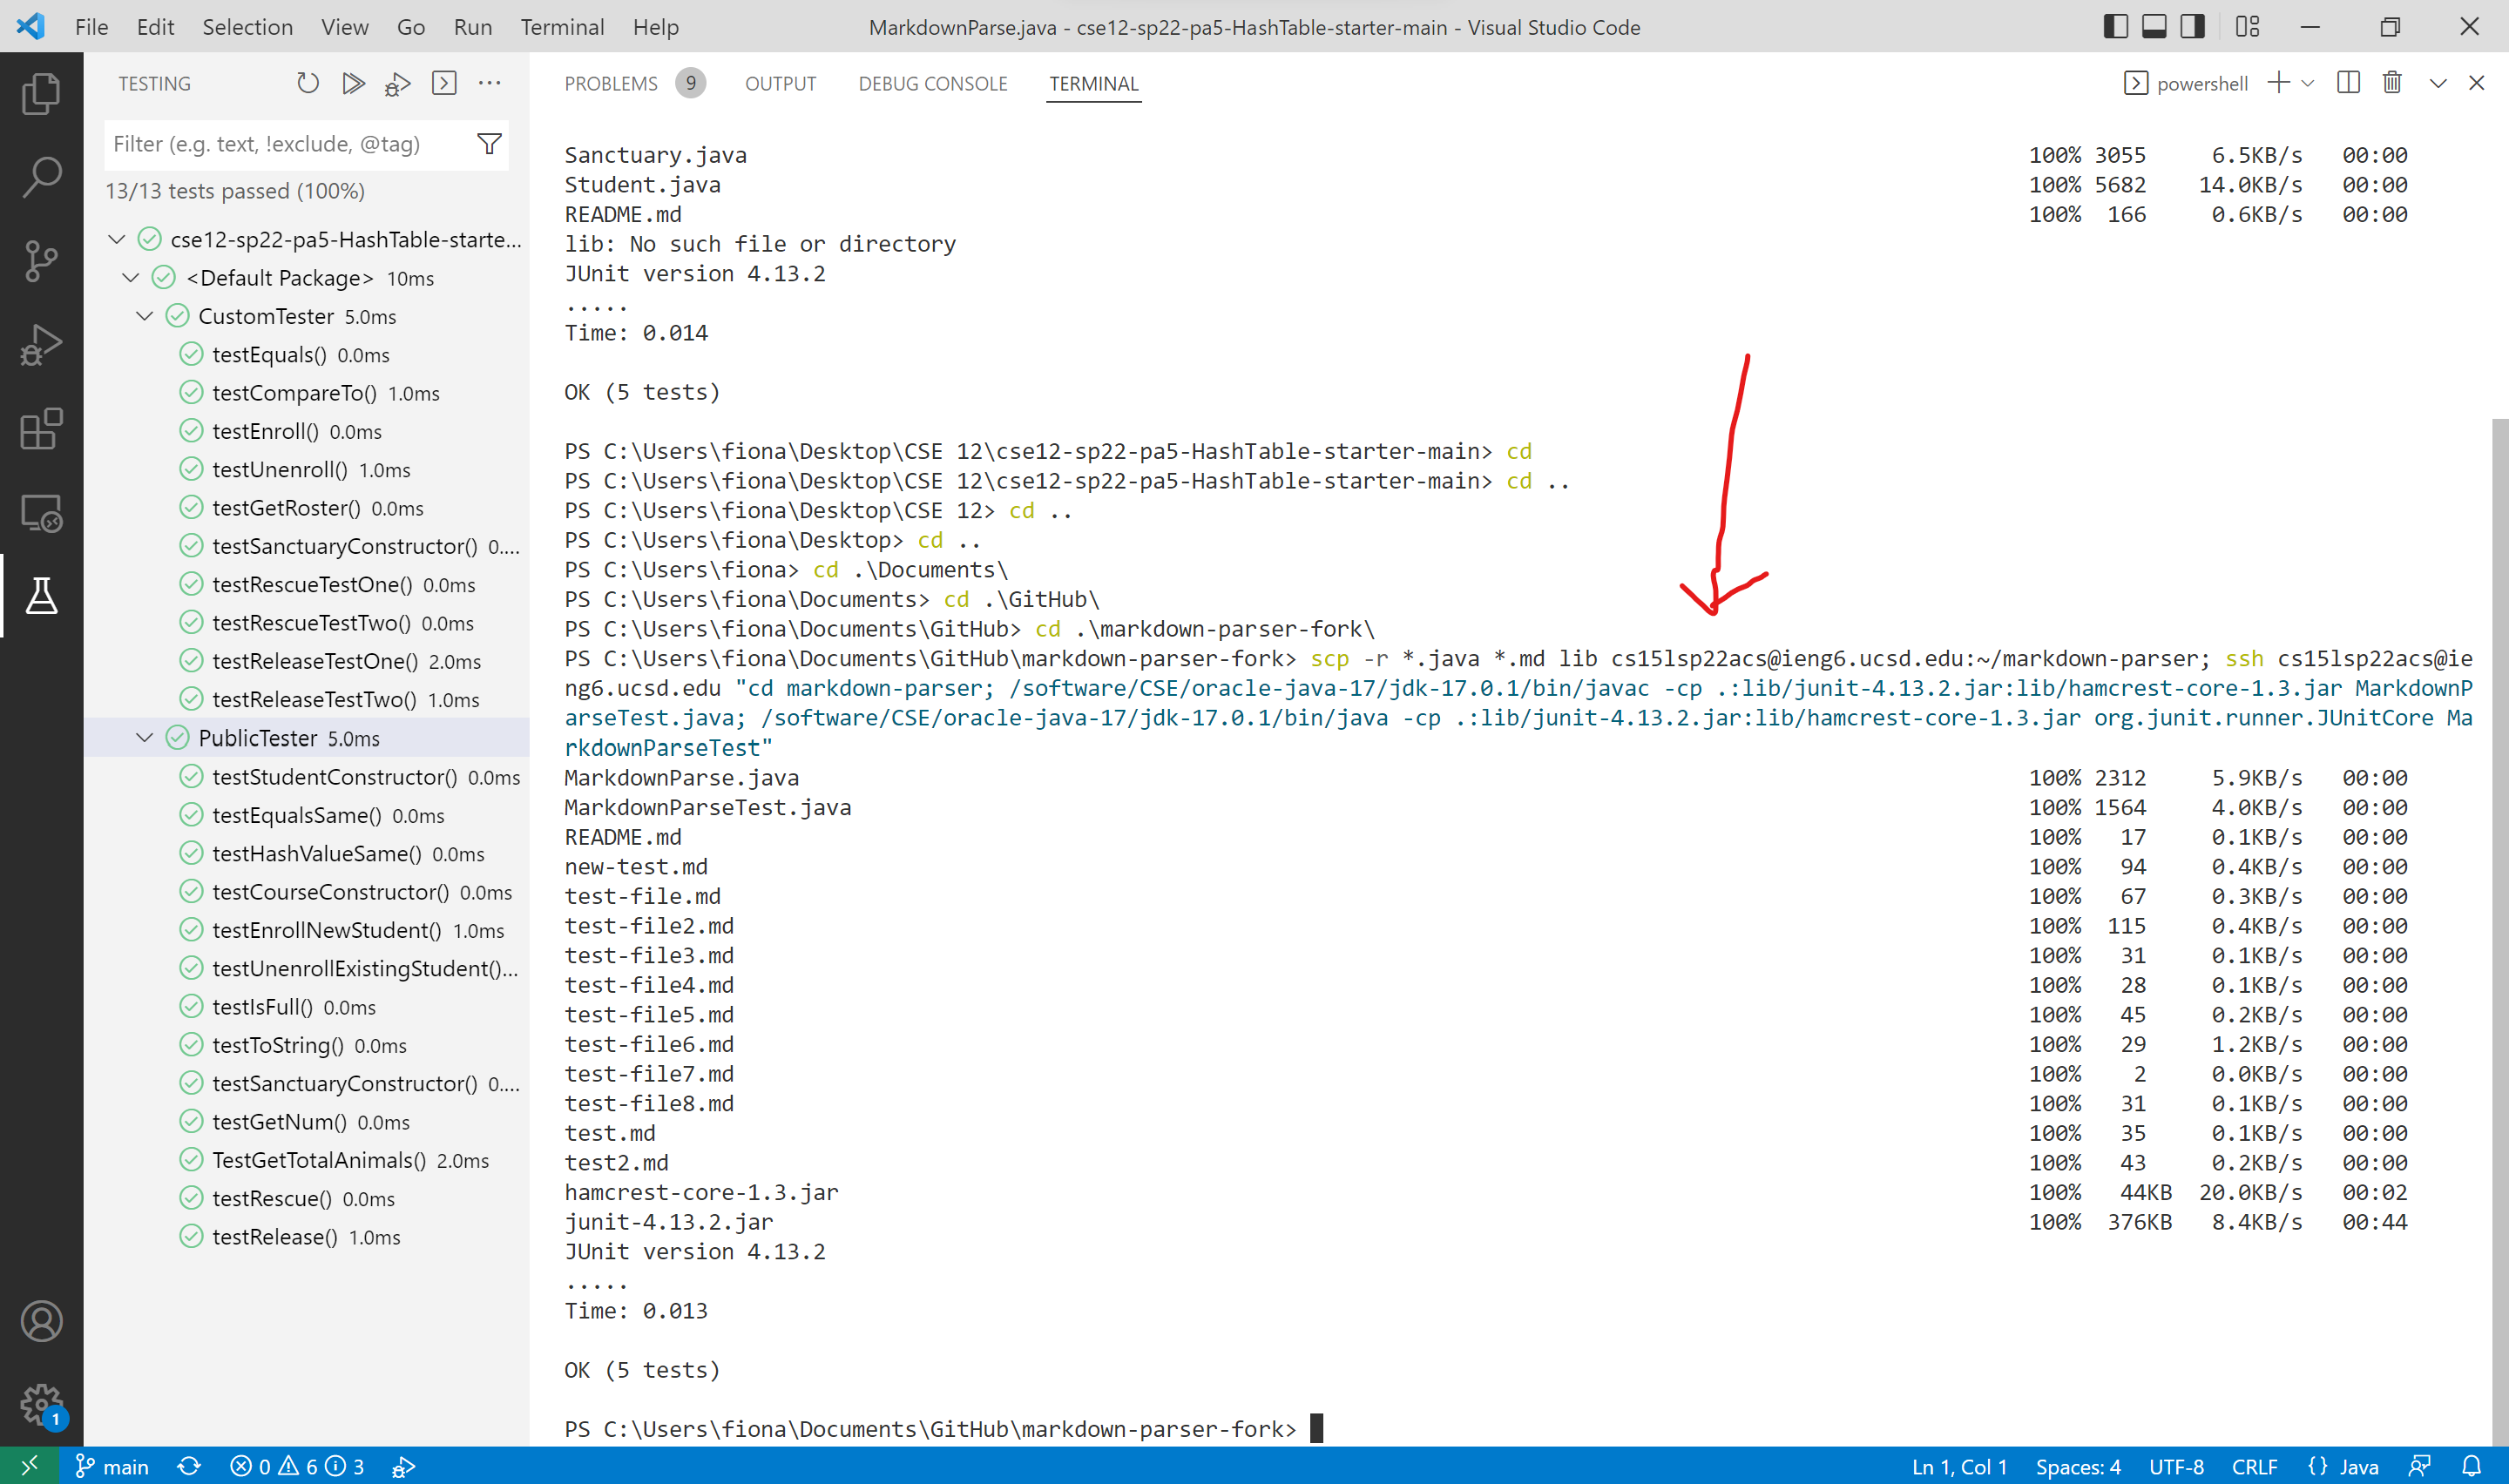 File Edit Selection View Go Run Terminal Help
MarkdownParse.java - cse12-sp22-pa5-HashTable-starter-main - Visual Studio Code
TESTING
Filter (e.g. text, !exclude, @tag)
13/13 tests passed (100%)
cse12-sp22-pa5-HashTable-starte...
<Default Package> 10ms
CustomTester 5.0ms
testEquals() 0.0ms
testCompareTo() 1.0ms
testEnroll() 0.0ms
testUnenroll() 1.0ms
testGetRoster() 0.0ms
testSanctuaryConstructor() 0....
testRescueTestOne() 0.0ms
testRescueTestTwo() 0.0ms
testReleaseTestOne() 2.0ms
testReleaseTestTwo() 1.0ms
PublicTester 5.0ms
testStudentConstructor() 0.0ms
testEqualsSame() 0.0ms
testHashValueSame() 0.0ms
testCourseConstructor() 0.0ms
testEnrollNewStudent() 1.0ms
testUnenrollExistingStudent()...
testIsFull() 0.0ms
testToString() 0.0ms
testSanctuaryConstructor() 0....
testGetNum() 0.0ms
TestGetTotalAnimals() 2.0ms
testRescue() 0.0ms
testRelease() 1.0ms
PROBLEMS 9 OUTPUT DEBUG CONSOLE TERMINAL
powershell
Sanctuary.java 100% 3055 6.5KB/s 00:00
Student.java 100% 5682 14.0KB/s 00:00
README.md 100% 166 0.6KB/s 00:00
lib: No such file or directory
JUnit version 4.13.2
.....
Time: 0.014
OK (5 tests)
PS C:\Users\fiona\Desktop\CSE 12\cse12-sp22-pa5-HashTable-starter-main> cd
PS C:\Users\fiona\Desktop\CSE 12\cse12-sp22-pa5-HashTable-starter-main> cd ..
PS C:\Users\fiona\Desktop\CSE 12> cd ..
PS C:\Users\fiona\Desktop> cd ..
PS C:\Users\fiona> cd .\Documents\
PS C:\Users\fiona\Documents> cd .\GitHub\
PS C:\Users\fiona\Documents\GitHub> cd .\markdown-parser-fork\
PS C:\Users\fiona\Documents\GitHub\markdown-parser-fork> scp -r *.java *.md lib cs15lsp22acs@ieng6.ucsd.edu:~/markdown-parser; ssh cs15lsp22acs@ie
ng6.ucsd.edu "cd markdown-parser; /software/CSE/oracle-java-17/jdk-17.0.1/bin/javac -cp .:lib/junit-4.13.2.jar:lib/hamcrest-core-1.3.jar MarkdownP
arseTest.java; /software/CSE/oracle-java-17/jdk-17.0.1/bin/java -cp .:lib/junit-4.13.2.jar:lib/hamcrest-core-1.3.jar org.junit.runner.JUnitCore Ma
rkdownParseTest"
MarkdownParse.java 100% 2312 5.9KB/s 00:00
MarkdownParseTest.java 100% 1564 4.0KB/s 00:00
README.md 100% 17 0.1KB/s 00:00
new-test.md 100% 94 0.4KB/s 00:00
test-file.md 100% 67 0.3KB/s 00:00
test-file2.md 100% 115 0.4KB/s 00:00
test-file3.md 100% 31 0.1KB/s 00:00
test-file4.md 100% 28 0.1KB/s 00:00
test-file5.md 100% 45 0.2KB/s 00:00
test-file6.md 100% 29 1.2KB/s 00:00
test-file7.md 100% 2 0.0KB/s 00:00
test-file8.md 100% 31 0.1KB/s 00:00
test.md 100% 35 0.1KB/s 00:00
test2.md 100% 43 0.2KB/s 00:00
hamcrest-core-1.3.jar 100% 44KB 20.0KB/s 00:02
junit-4.13.2.jar 100% 376KB 8.4KB/s 00:44
JUnit version 4.13.2
.....
Time: 0.013
OK (5 tests)
PS C:\Users\fiona\Documents\GitHub\markdown-parser-fork>
1
main 0 6 3 Ln 1, Col 1 Spaces: 4 UTF-8 CRLF {} Java